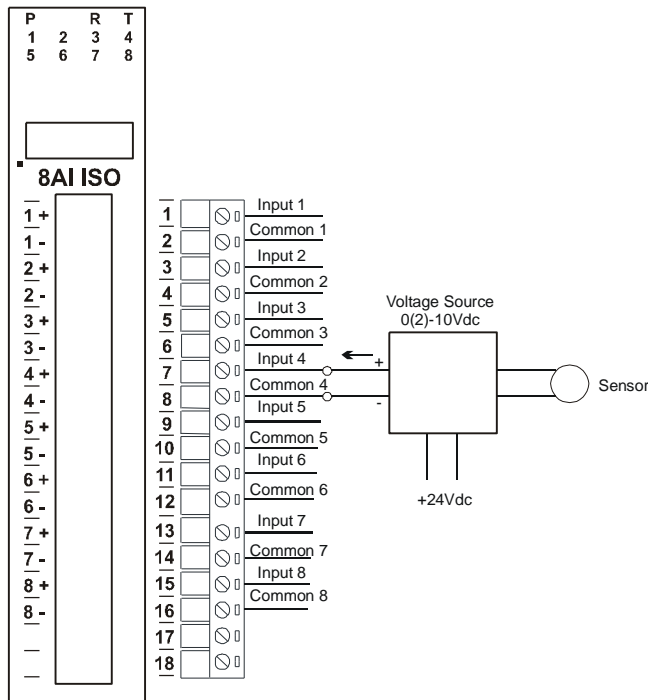 P R T
1 2 3 4
5 6 7 8
8AI ISO
1 +
1 -
2 +
2 -
3 +
3 -
4 +
4 -
5 +
5 -
6 +
6 -
7 +
7 -
8 +
8 -
1 Input 1
2 Common 1
3 Input 2
4 Common 2
5 Input 3
6 Common 3
7 Input 4
8 Common 4
9 Input 5
10 Common 5
11 Input 6
12 Common 6
13 Input 7
14 Common 7
15 Input 8
16 Common 8
17
18
Voltage Source
0(2)-10Vdc
+
-
Sensor
+24Vdc